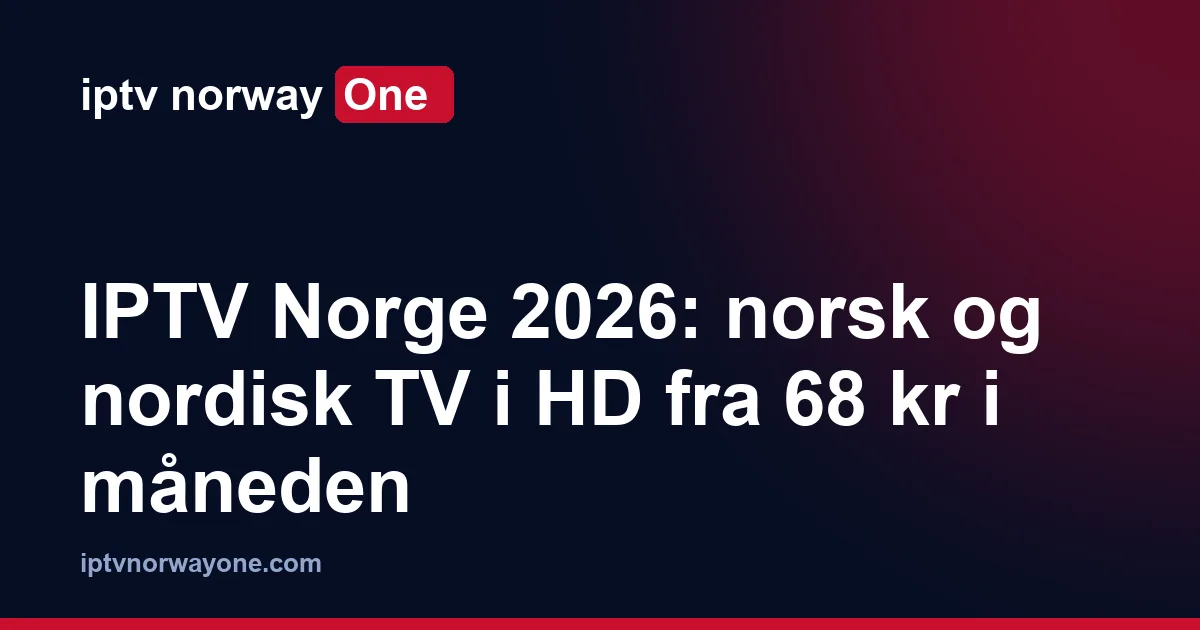 iptv norway One
IPTV Norge 2026: norsk og
nordisk TV i HD fra 68 kr i
måneden
iptvnorwayone.com